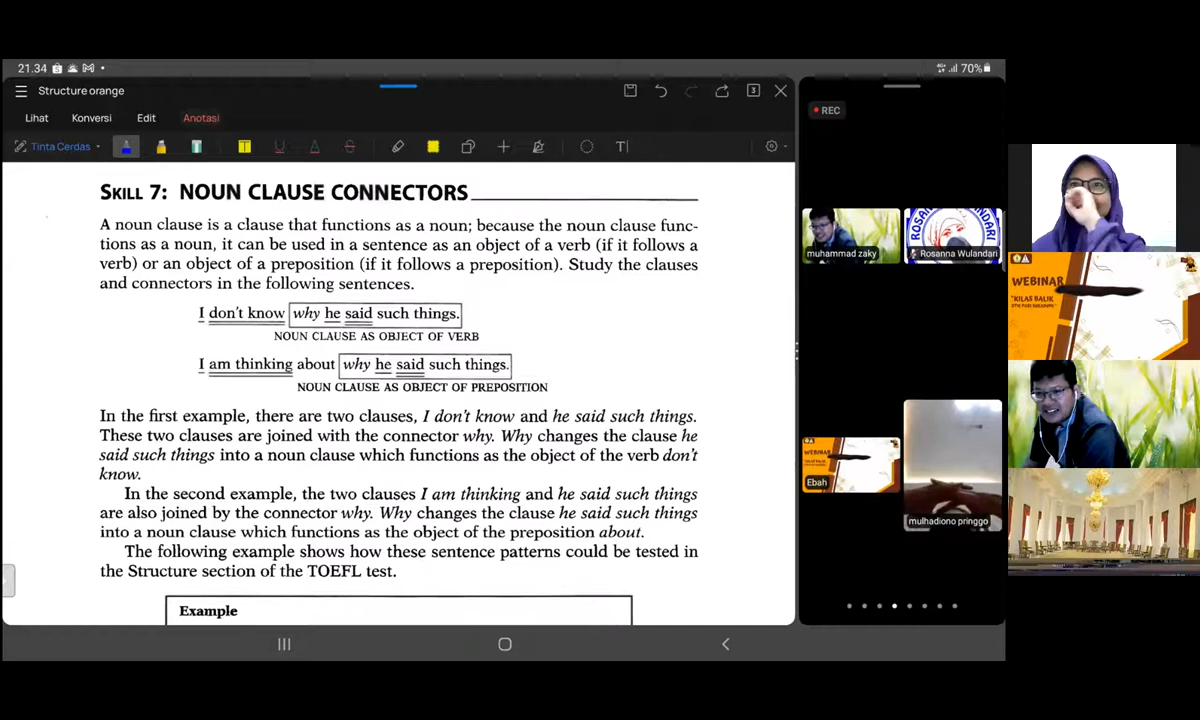 21.34
70%
Structure orange
3
Lihat Konversi Edit Anotasi
Tinta Cerdas
SKILL 7: NOUN CLAUSE CONNECTORS
A noun clause is a clause that functions as a noun; because the noun clause func-
tions as a noun, it can be used in a sentence as an object of a verb (if it follows a
verb) or an object of a preposition (if it follows a preposition). Study the clauses
and connectors in the following sentences.
I don't know why he said such things.
NOUN CLAUSE AS OBJECT OF VERB
I am thinking about why he said such things.
NOUN CLAUSE AS OBJECT OF PREPOSITION
In the first example, there are two clauses, I don't know and he said such things.
These two clauses are joined with the connector why. Why changes the clause he
said such things into a noun clause which functions as the object of the verb don't
know.
In the second example, the two clauses I am thinking and he said such things
are also joined by the connector why. Why changes the clause he said such things
into a noun clause which functions as the object of the preposition about.
The following example shows how these sentence patterns could be tested in
the Structure section of the TOEFL test.
Example
REC
muhammad zaky
Rosanna Wulandari
WEBINAR
Ebah
mulhadiono pringgo
WEBINAR
"KILAS BALIK